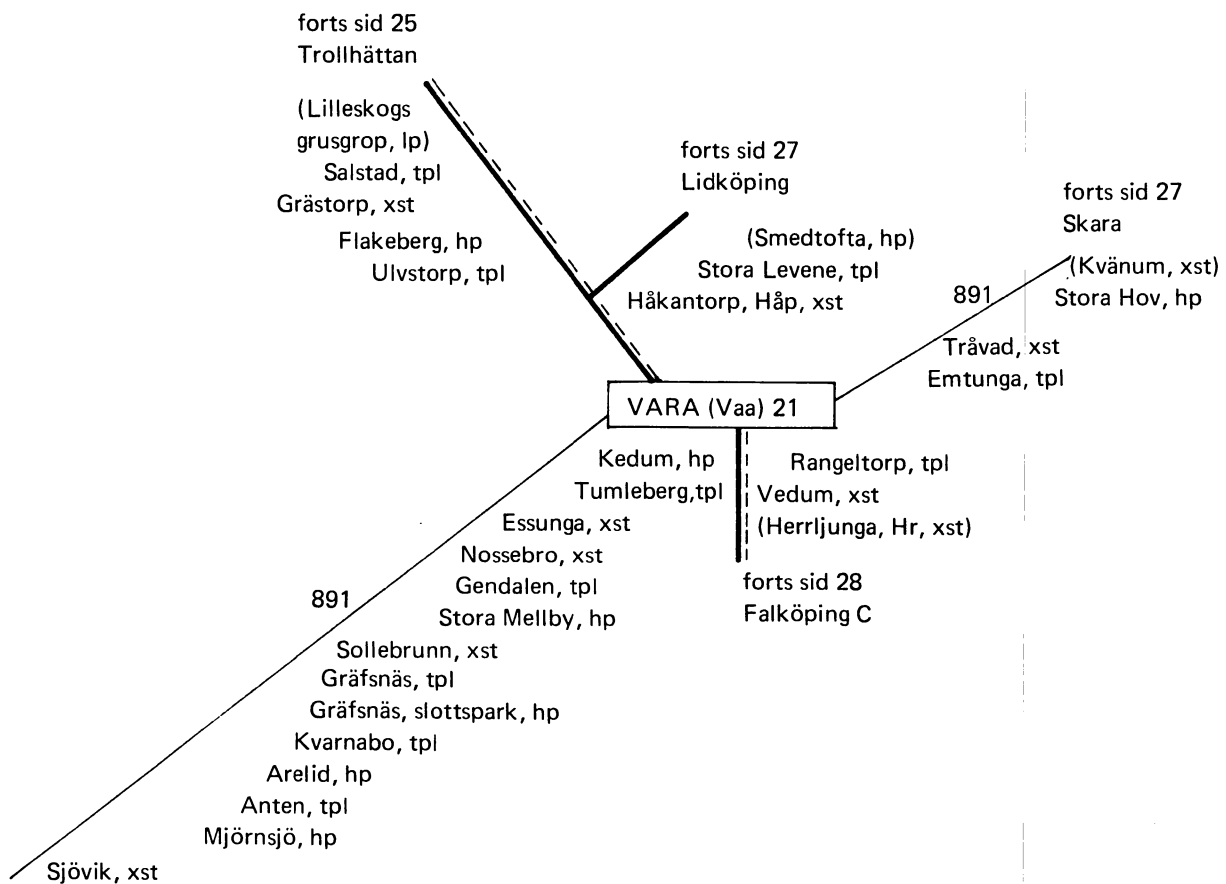 forts sid 25
Trollhättan
(Lilleskogs
grusgrop, lp)
Salstad, tpl
Grästorp, xst
Flakeberg, hp
Ulvstorp, tpl
forts sid 27
Lidköping
(Smedtofta, hp)
Stora Levene, tpl
Håkantorp, Håp, xst
forts sid 27
Skara
(Kvänum, xst)
Stora Hov, hp
891
Tråvad, xst
Emtunga, tpl
VARA (Vaa) 21
Kedum, hp
Tumleberg,tpl
Essunga, xst
Nossebro, xst
Gendalen, tpl
Stora Mellby, hp
891
Sollebrunn, xst
Gräfsnäs, tpl
Gräfsnäs, slottspark, hp
Kvarnabo, tpl
Arelid, hp
Anten, tpl
Mjörnsjö, hp
Sjövik, xst
Rangeltorp, tpl
Vedum, xst
(Herrljunga, Hr, xst)
forts sid 28
Falköping C